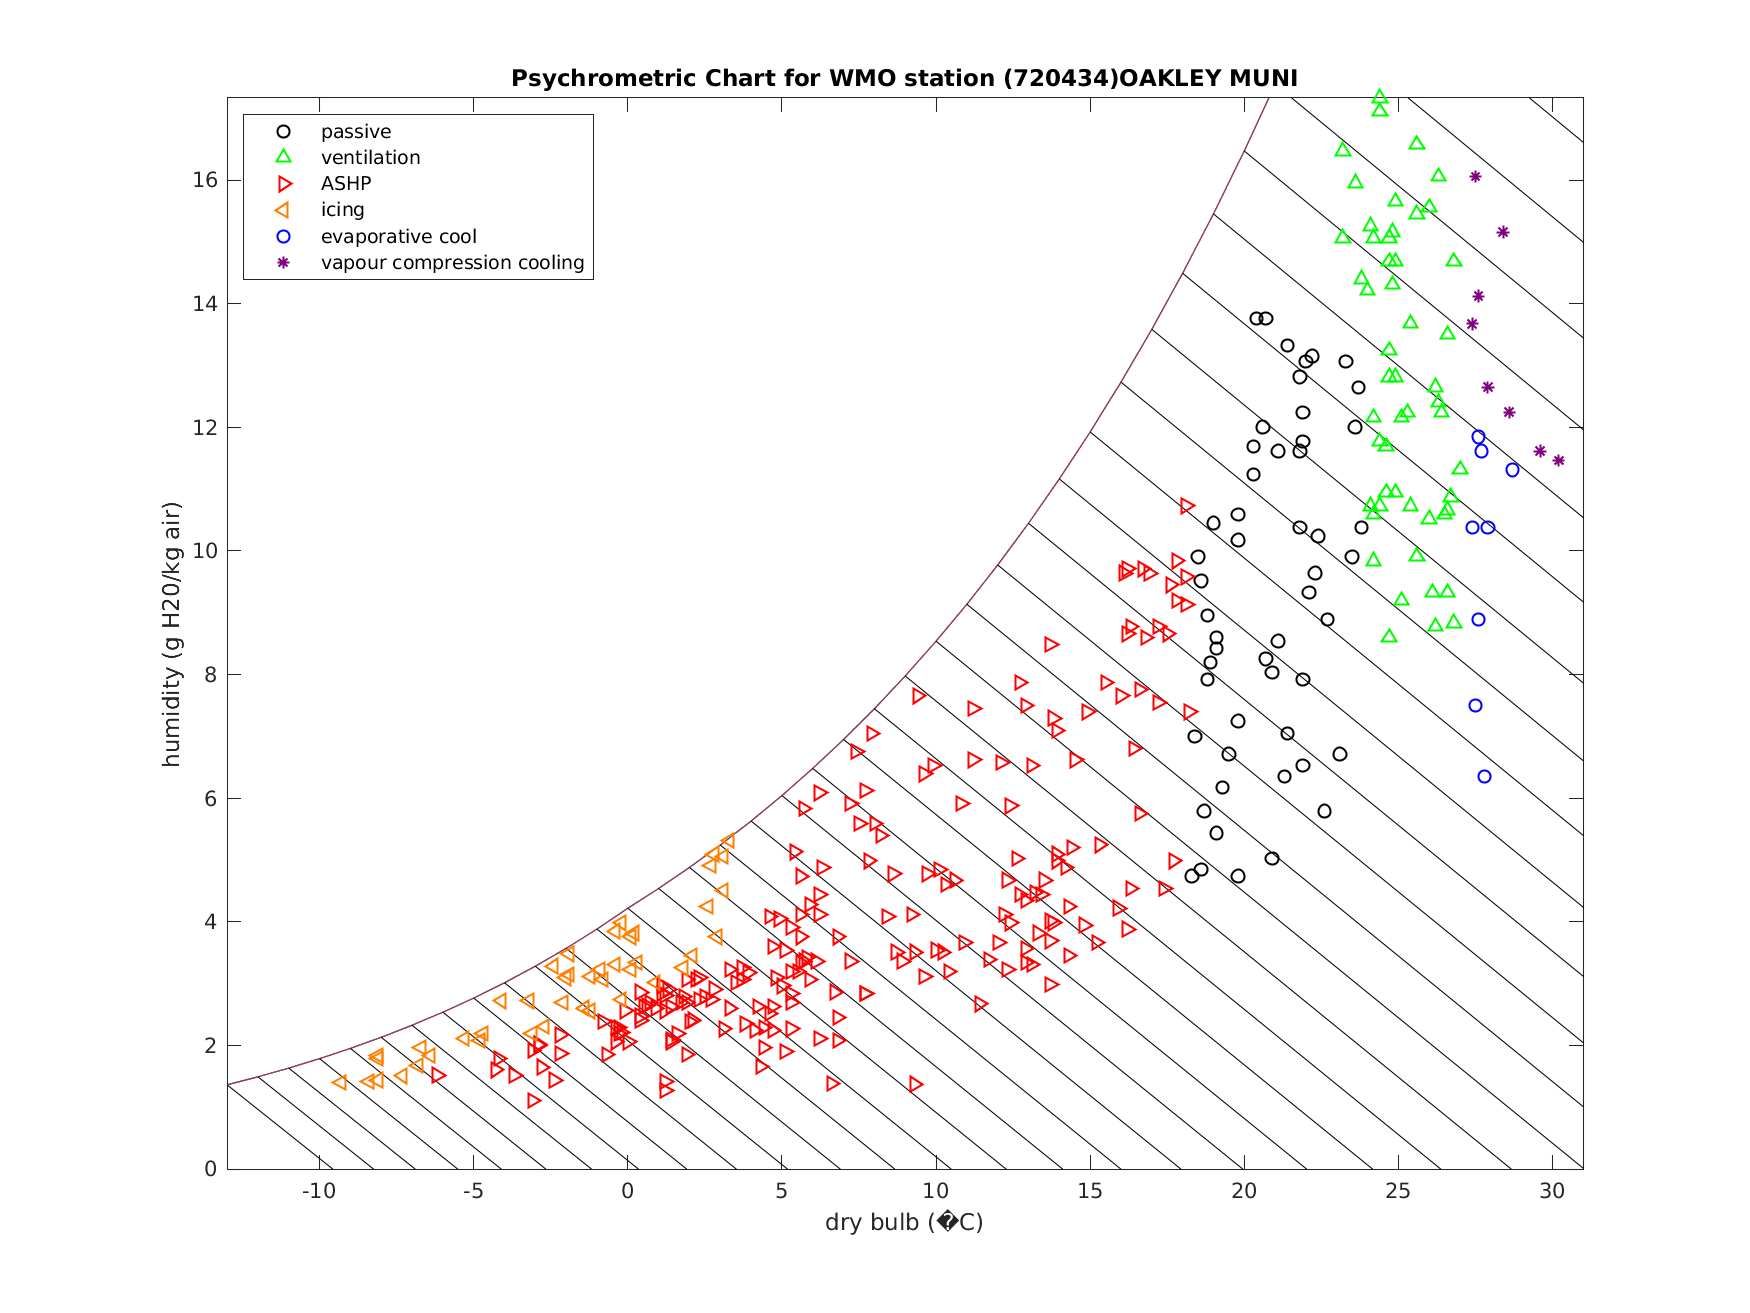 Psychrometric Chart for WMO station (720434)OAKLEY MUNI
passive
ventilation
ASHP
icing
evaporative cool
vapour compression cooling
humidity (g H20/kg air)
16
14
12
10
8
6
4
2
0
-10 -5 0 5 10 15 20 25 30
dry bulb (�C)